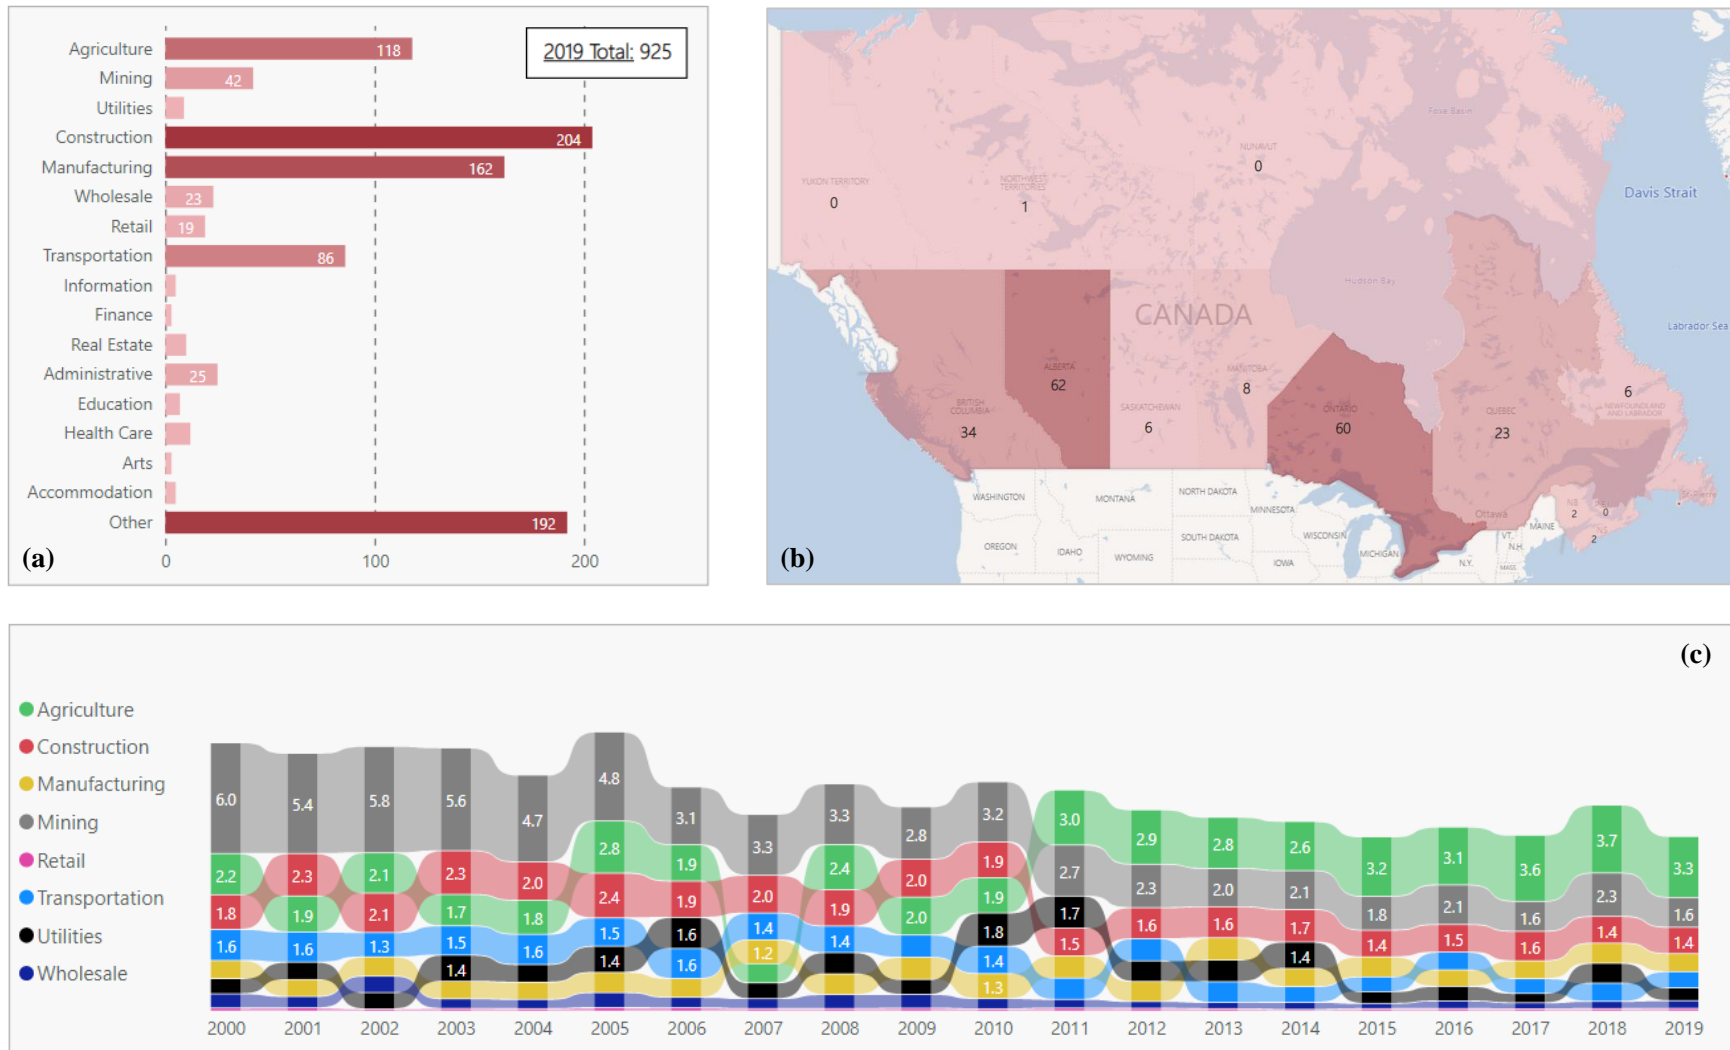 2019 Total: 925
Agriculture 118
Mining 42
Utilities
Construction 204
Manufacturing 162
Wholesale 23
Retail 19
Transportation 86
Information
Finance
Real Estate
Administrative 25
Education
Health Care
Arts
Accommodation
Other 192
0 100 200
(a)
Foxe Basin
NUNAVUT
0
YUKON TERRITORY
0
NORTHWEST
TERRITORIES
1
Davis Strait
Hudson Bay
CANADA
Labrador Sea
ALBERTA
62
MANITOBA
8
6
NEWFOUNDLAND
AND LABRADOR
BRITISH
COLUMBIA
34
SASKATCHEWAN
6
ONTARIO
60
QUEBEC
23
St-Pierre
NB
2
0
NS
2
Ottawa
WASHINGTON
MONTANA
NORTH DAKOTA
MINNESOTA
MAINE
OREGON
IDAHO
WYOMING
SOUTH DAKOTA
WISCONSIN
MICHIGAN
VT.
N.H.
IOWA
N.Y.
MASS
(b)
(c)
Agriculture
Construction
Manufacturing
Mining
Retail
Transportation
Utilities
Wholesale
6.0 2.2 1.8 1.6
5.4 2.3 1.9 1.6
5.8 2.1 2.1 1.3
5.6 2.3 1.7 1.5 1.4
4.7 2.0 1.8 1.6
4.8 2.8 2.4 1.5 1.4
3.1 1.9 1.9 1.6 1.6
3.3 2.0 1.4 1.2
3.3 2.4 1.9 1.4
2.8 2.0 2.0
3.2 1.9 1.9 1.8 1.4 1.3
3.0 2.7 1.7 1.5
2.9 2.3 1.6
2.8 2.0 1.6
2.6 2.1 1.7 1.4
3.2 1.8 1.4
3.1 2.1 1.5
3.6 1.6 1.6
3.7 2.3 1.4
3.3 1.6 1.4
2000 2001 2002 2003 2004 2005 2006 2007 2008 2009 2010 2011 2012 2013 2014 2015 2016 2017 2018 2019